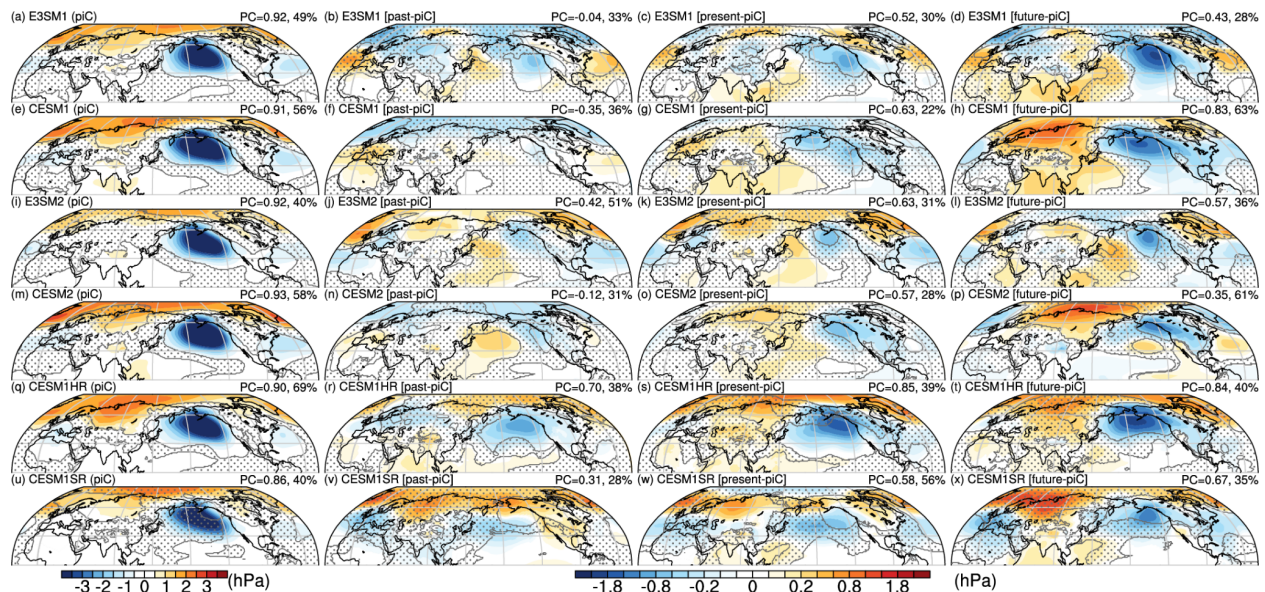 (a) E3SM1 (piC) PC=0.92, 49% (b) E3SM1 [past-piC] PC=-0.04, 33% (c) E3SM1 [present-piC] PC=0.52, 30% (d) E3SM1 [future-piC] PC=0.43, 28%
(e) CESM1 (piC) PC=0.91, 56% (f) CESM1 [past-piC] PC=-0.35, 36% (g) CESM1 [present-piC] PC=0.63, 22% (h) CESM1 [future-piC] PC=0.83, 63%
(i) E3SM2 (piC) PC=0.92, 40% (j) E3SM2 [past-piC] PC=0.42, 51% (k) E3SM2 [present-piC] PC=0.63, 31% (l) E3SM2 [future-piC] PC=0.57, 36%
(m) CESM2 (piC) PC=0.93, 58% (n) CESM2 [past-piC] PC=-0.12, 31% (o) CESM2 [present-piC] PC=0.57, 28% (p) CESM2 [future-piC] PC=0.35, 61%
(q) CESM1HR (piC) PC=0.90, 69% (r) CESM1HR [past-piC] PC=0.70, 38% (s) CESM1HR [present-piC] PC=0.85, 39% (t) CESM1HR [future-piC] PC=0.84, 40%
(u) CESM1SR (piC) PC=0.86, 40% (v) CESM1SR [past-piC] PC=0.31, 28% (w) CESM1SR [present-piC] PC=0.58, 56% (x) CESM1SR [future-piC] PC=0.67, 35%
-3 -2 -1 0 1 2 3 (hPa) -1.8 -0.8 -0.2 0 0.2 0.8 1.8 (hPa)